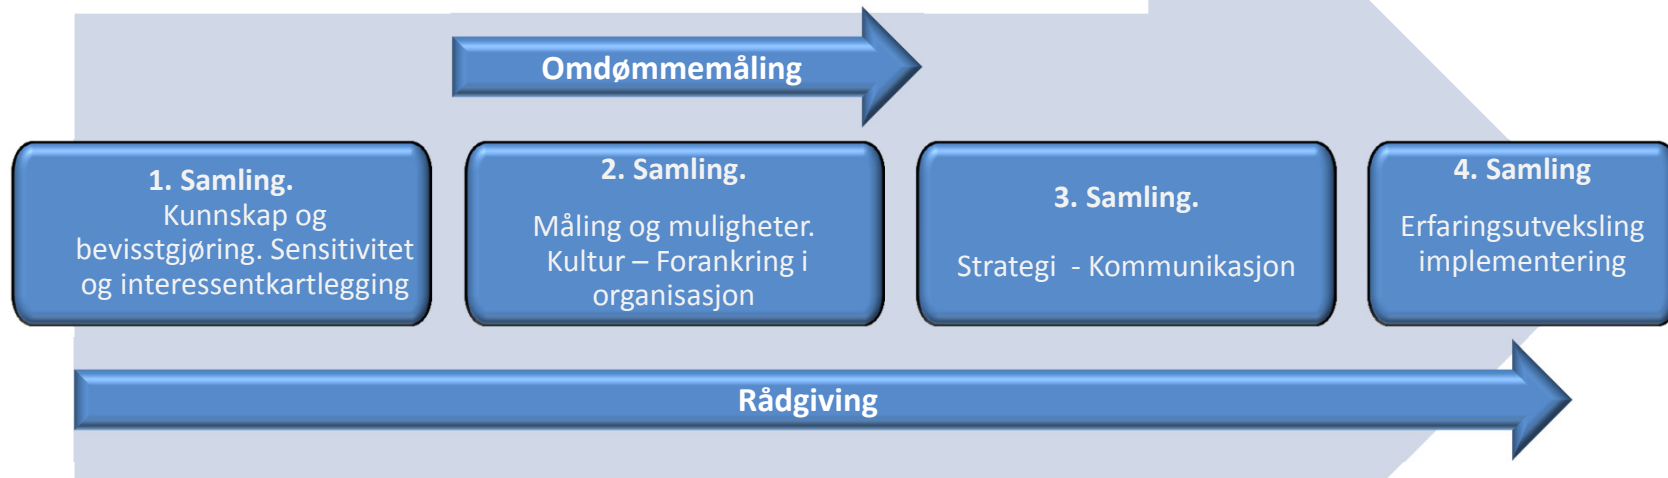 Omdømmemåling
1. Samling.
Kunnskap og
bevisstgjøring. Sensitivitet
og interessentkartlegging
2. Samling.
Måling og muligheter.
Kultur – Forankring i
organisasjon
3. Samling.
Strategi  - Kommunikasjon
4. Samling
Erfaringsutveksling
implementering
Rådgiving